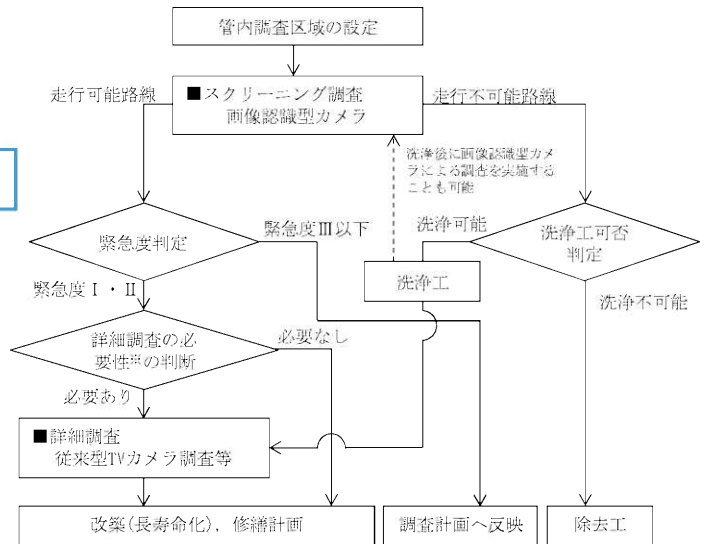 管内調査区域の設定
走行可能路線
■スクリーニング調査
画像認識型カメラ
走行不可能路線
洗浄後に画像認識型カメ
ラによる調査を実施する
ことも可能
緊急度判定
緊急度Ⅲ以下
洗浄可能
洗浄工可否
判定
洗浄工
緊急度Ⅰ・Ⅱ
洗浄不可能
詳細調査の必
要性※の判断
必要なし
必要あり
■詳細調査
従来型TVカメラ調査等
改築(長寿命化),修繕計画
調査計画へ反映
除去工